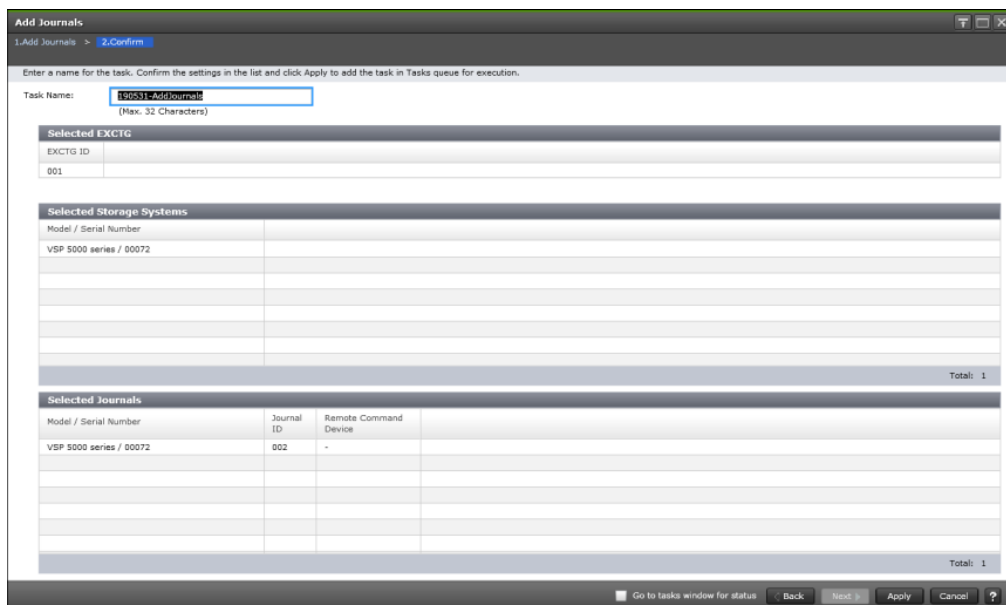 Add Journals
1.Add Journals > 2.Confirm
Enter a name for the task. Confirm the settings in the list and click Apply to add the task in Tasks queue for execution.
Task Name: 190531-AddJournals
(Max. 32 Characters)
Selected EXCTG
EXCTG ID
001
Selected Storage Systems
Model / Serial Number
VSP 5000 series / 00072
Total: 1
Selected Journals
Model / Serial Number Journal ID Remote Command Device
VSP 5000 series / 00072 002 -
Total: 1
Go to tasks window for status Back Next Apply Cancel ?